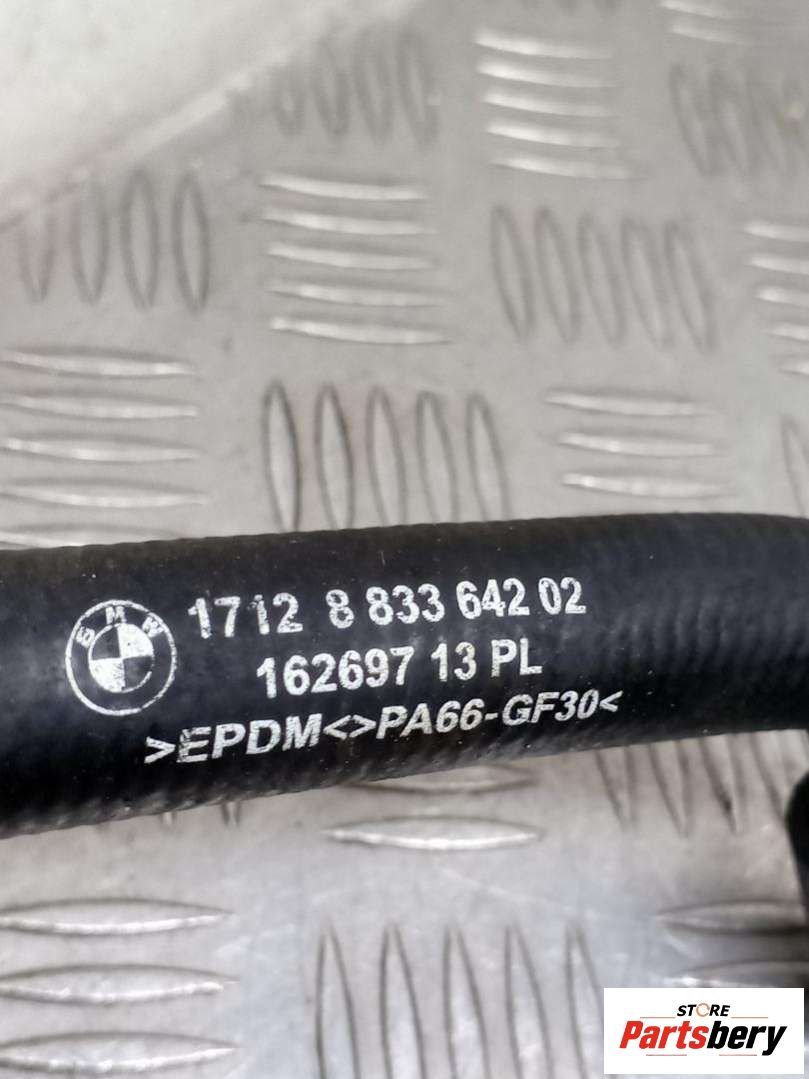 BMW
1712 8 833 642 02
162697 13 PL
>EPDM<>PA66-GF30<
STORE
Partsbery